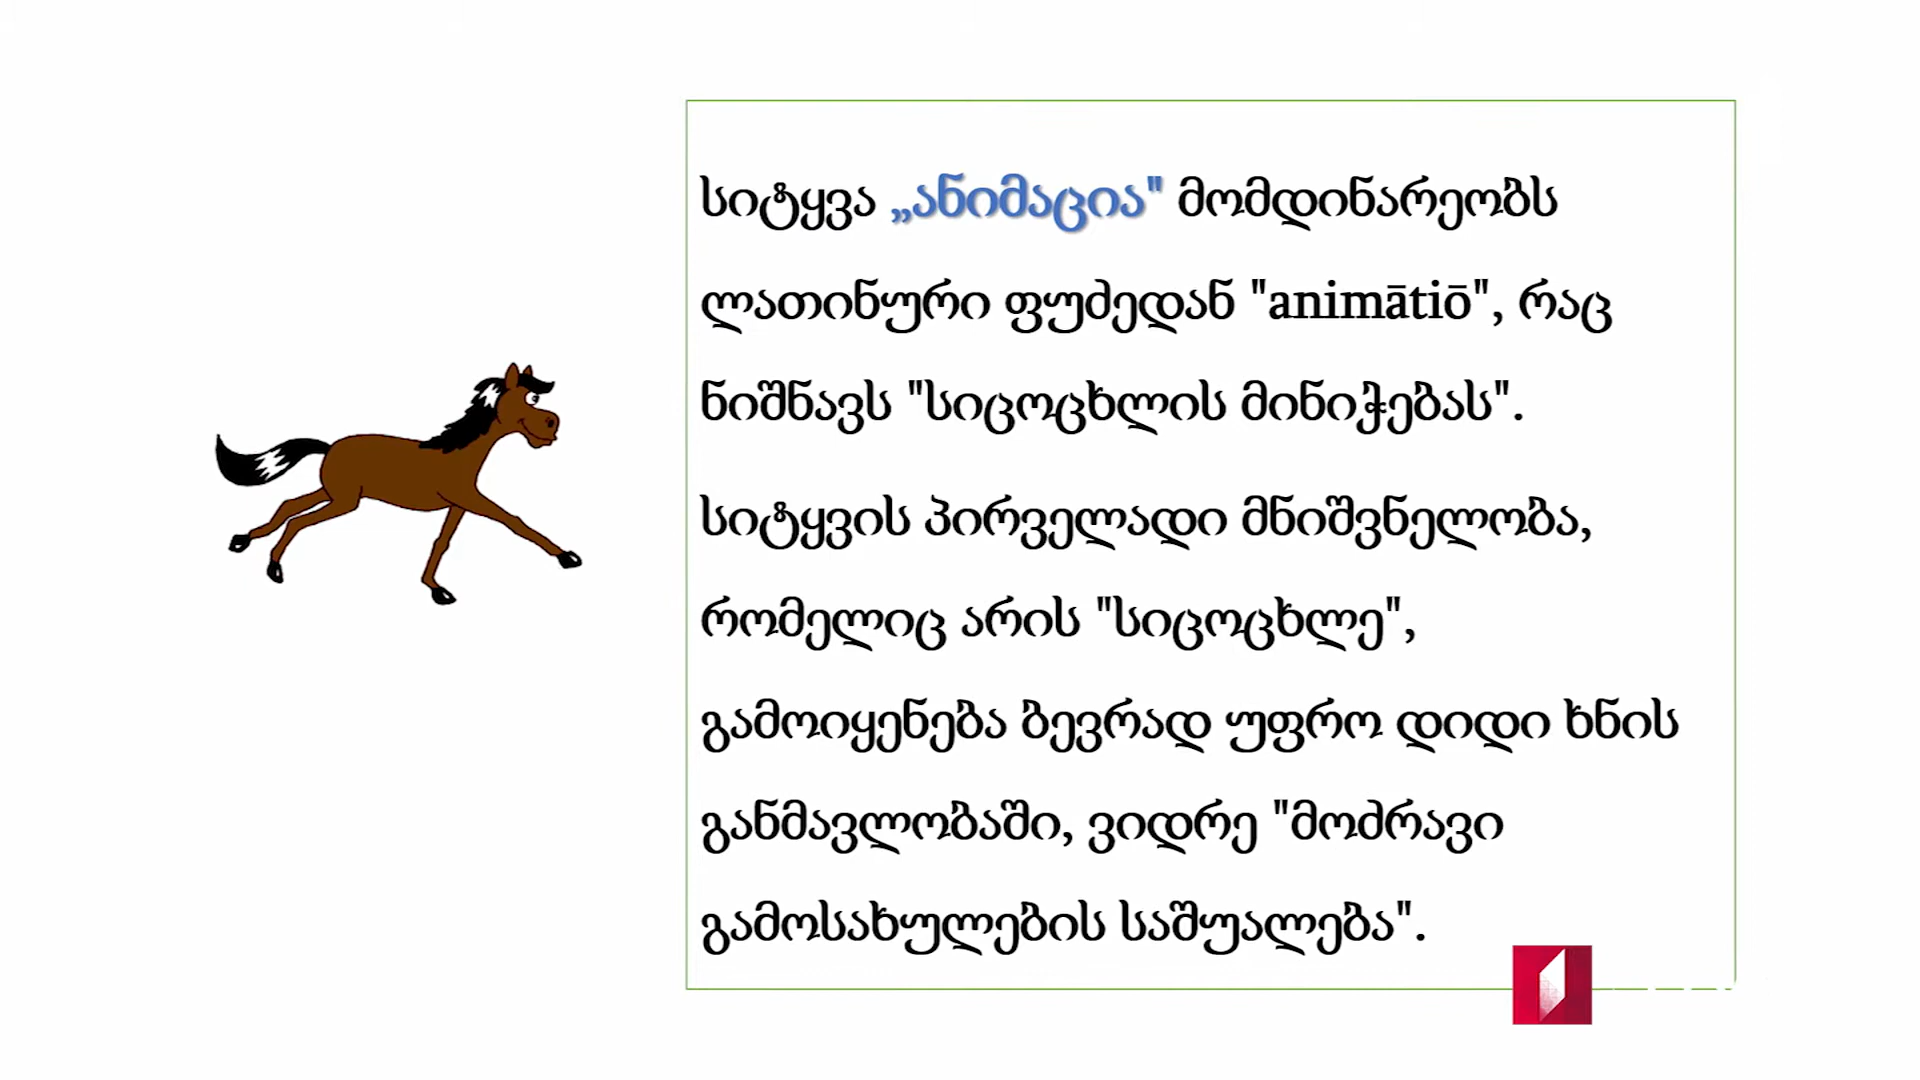 სიტყვა „ანიმაცია" მომდინარეობს
ლათინური ფუძედან "animātiō", რაც
ნიშნავს "სიცოცხლის მინიჭებას".
სიტყვის პირველადი მნიშვნელობა,
რომელიც არის "სიცოცხლე",
გამოიყენება ბევრად უფრო დიდი ხნის
განმავლობაში, ვიდრე "მოძრავი
გამოსახულების საშუალება".